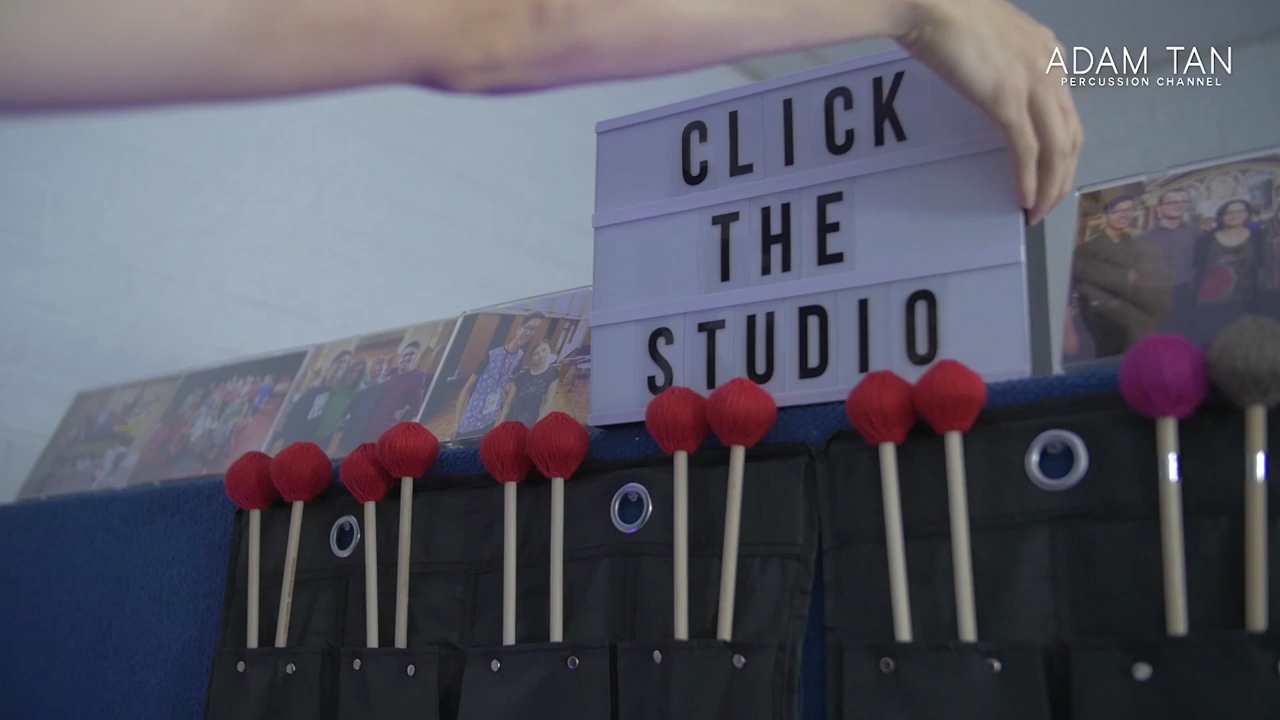 ADAM TAN
PERCUSSION CHANNEL
CLICK
THE
STUDIO